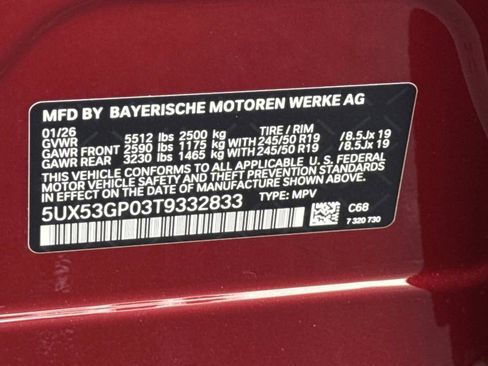 MFD BY BAYERISCHE MOTOREN WERKE AG
01/26
GVWR 5512 lbs 2500 kg TIRE / RIM
GAWR FRONT 2590 lbs 1175 kg WITH 245/50 R19 /8.5Jx 19
GAWR REAR 3230 lbs 1465 kg WITH 245/50 R19 /8.5Jx 19
THIS VEHICLE CONFORMS TO ALL APPLICABLE U. S. FEDERAL
MOTOR VEHICLE SAFETY STANDARDS
IN EFFECT ON THE DATE OF MANUFACTURE SHOWN ABOVE.
5UX53GP03T9332833 TYPE: MPV
C68
7 320 730